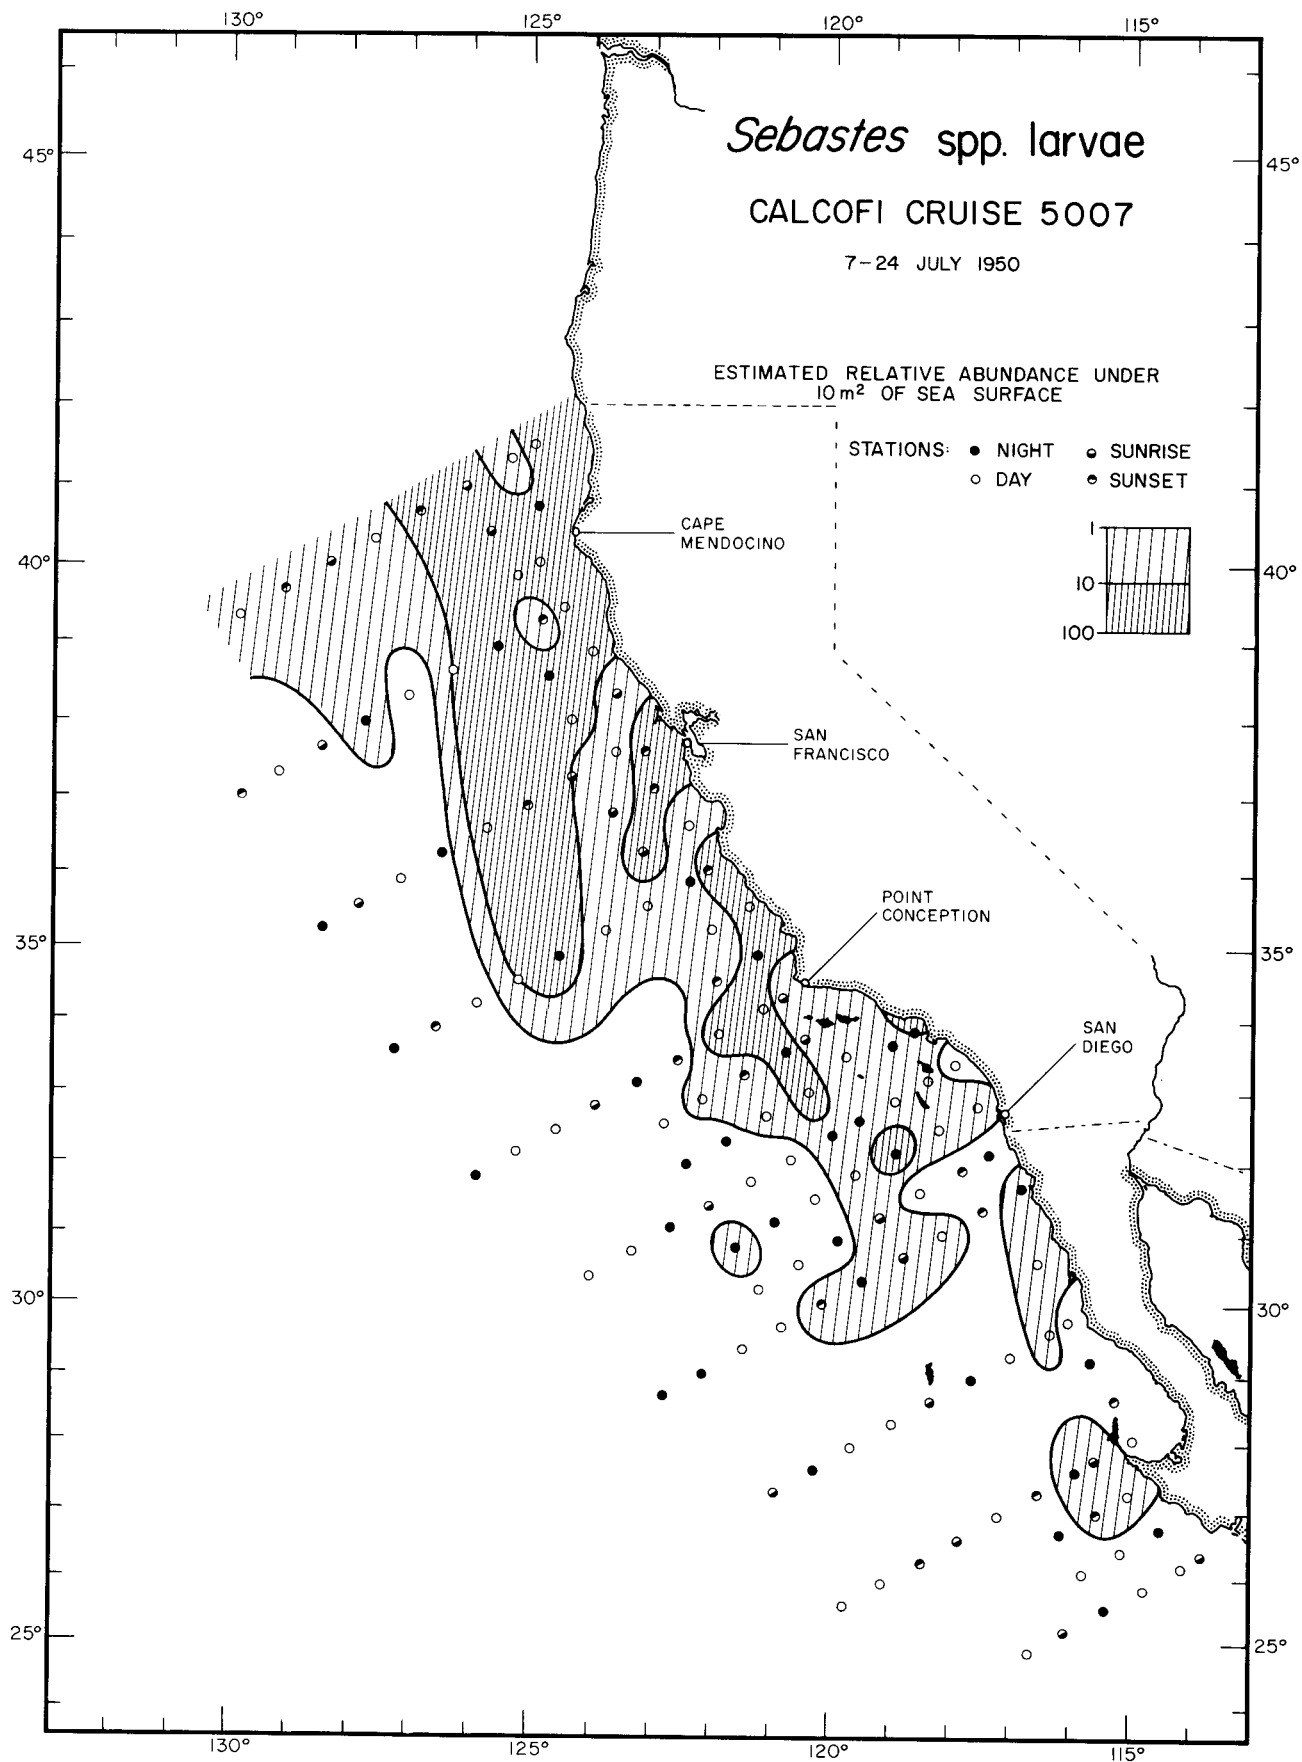 130° 125° 120° 115°
45° 45°
Sebastes spp. larvae
CALCOFI CRUISE 5007
7-24 JULY 1950
ESTIMATED RELATIVE ABUNDANCE UNDER
10 m² OF SEA SURFACE
STATIONS: NIGHT SUNRISE
DAY SUNSET
1
10
100
CAPE
MENDOCINO
40° 40°
SAN
FRANCISCO
POINT
CONCEPTION
35° 35°
SAN
DIEGO
30° 30°
25° 25°
130° 125° 120° 115°